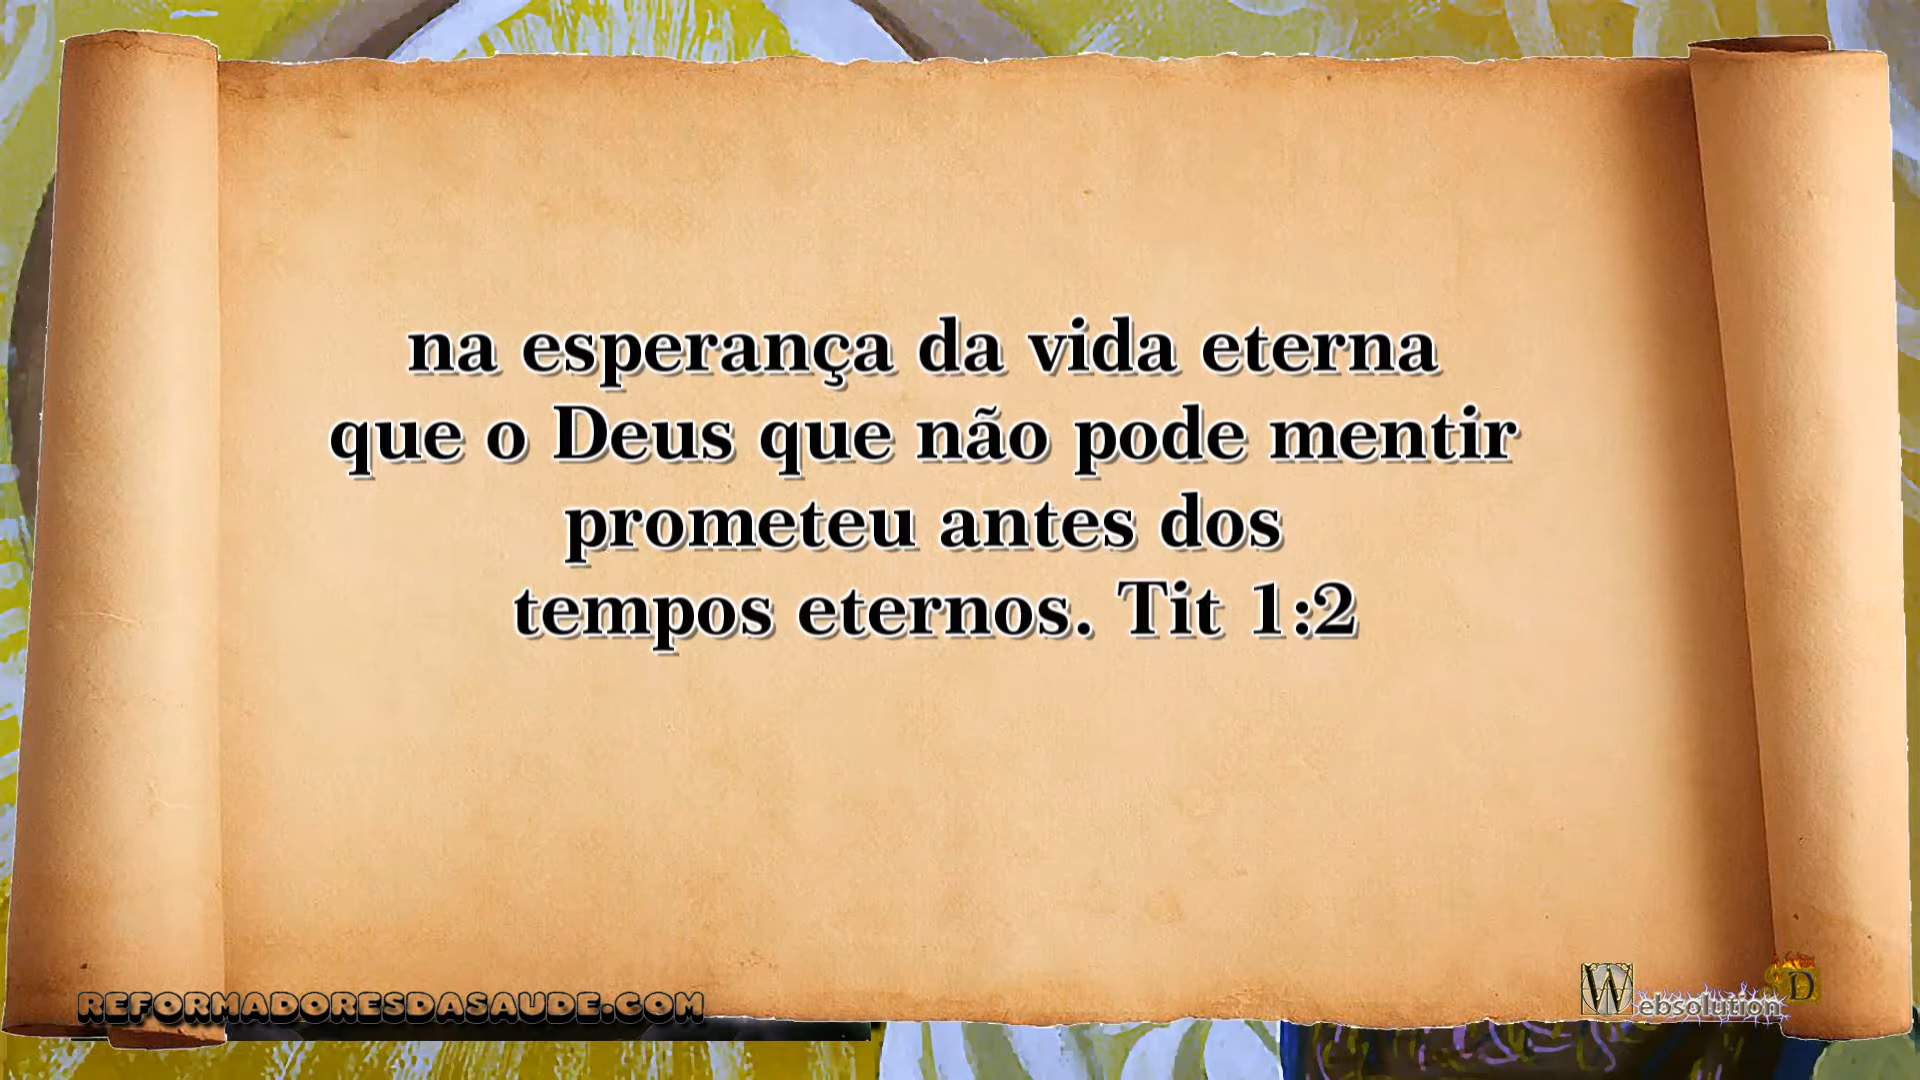 na esperança da vida eterna
que o Deus que não pode mentir
prometeu antes dos
tempos eternos. Tit 1:2
REFORMADORESDASAUDE.COM
Websolution D